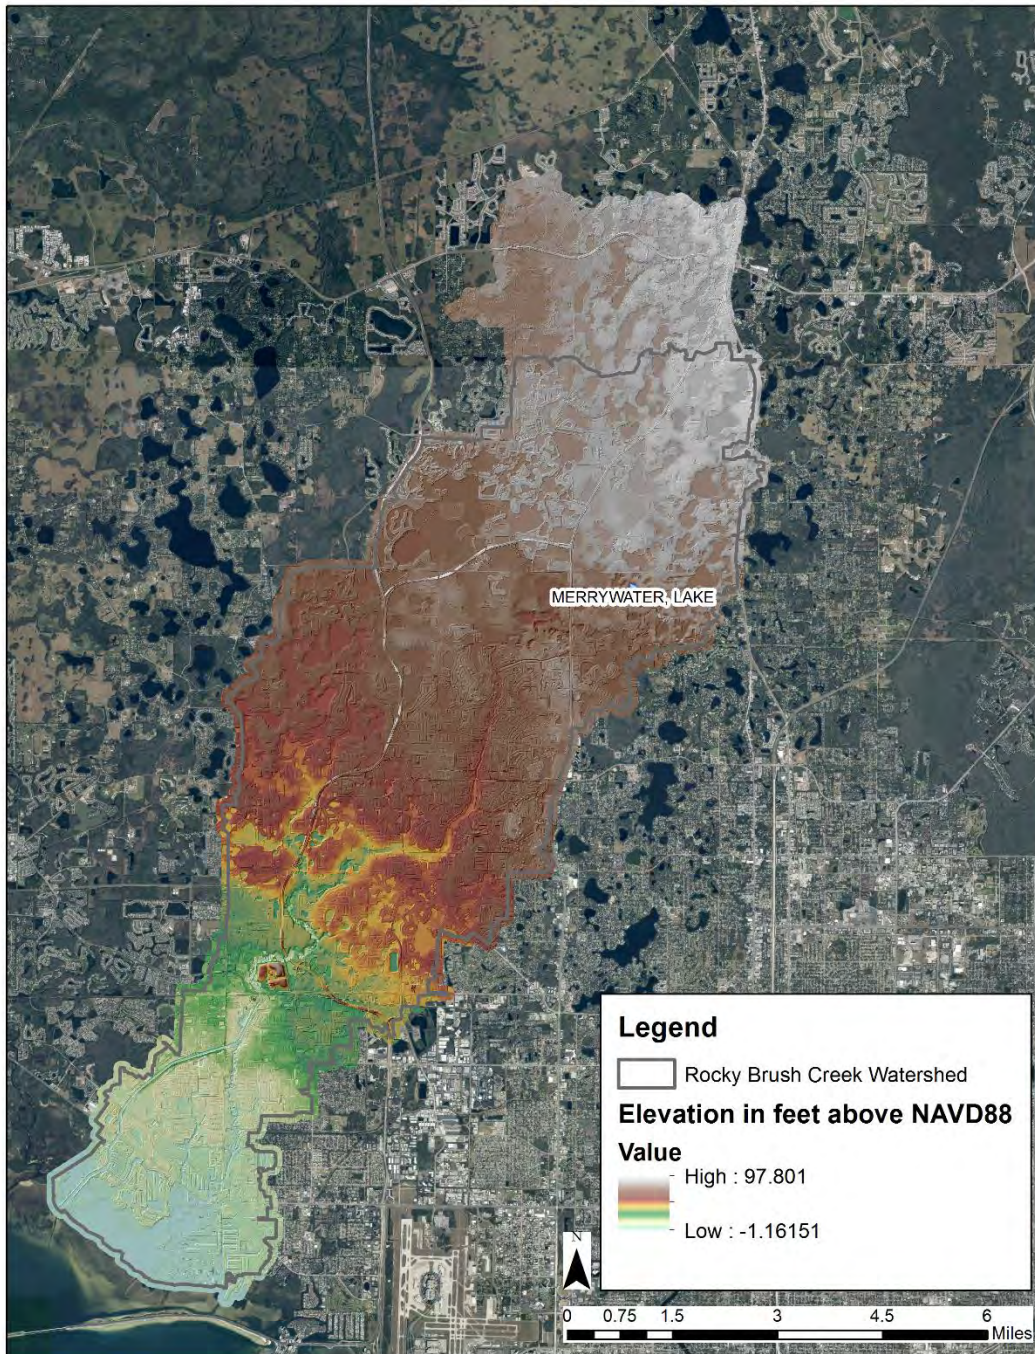 MERRYWATER, LAKE
Legend
Rocky Brush Creek Watershed
Elevation in feet above NAVD88
Value
High : 97.801
Low : -1.16151
N
0 0.75 1.5 3 4.5 6
Miles